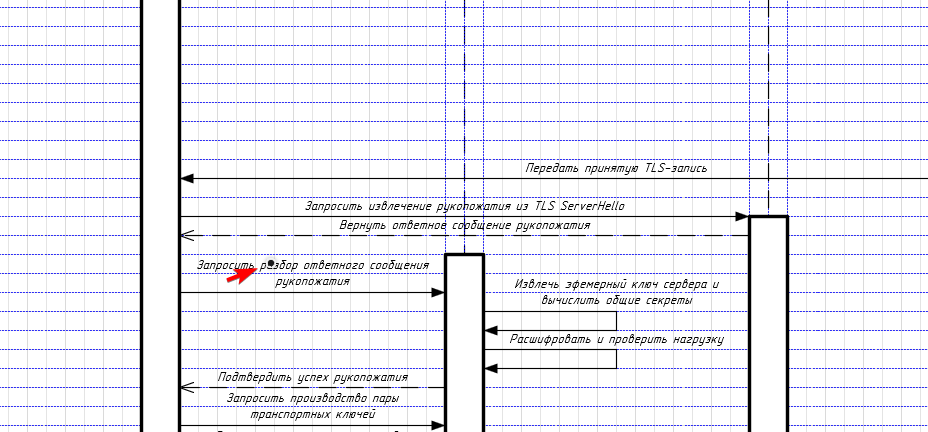 Передать принятую TLS-запись
Запросить извлечение рукопожатия из TLS ServerHello
Вернуть ответное сообщение рукопожатия
Запросить разбор ответного сообщения
рукопожатия
Извлечь эфемерный ключ сервера и
вычислить общие секреты
Расшифровать и проверить нагрузку
Подтвердить успех рукопожатия
Запросить производство пары
транспортных ключей